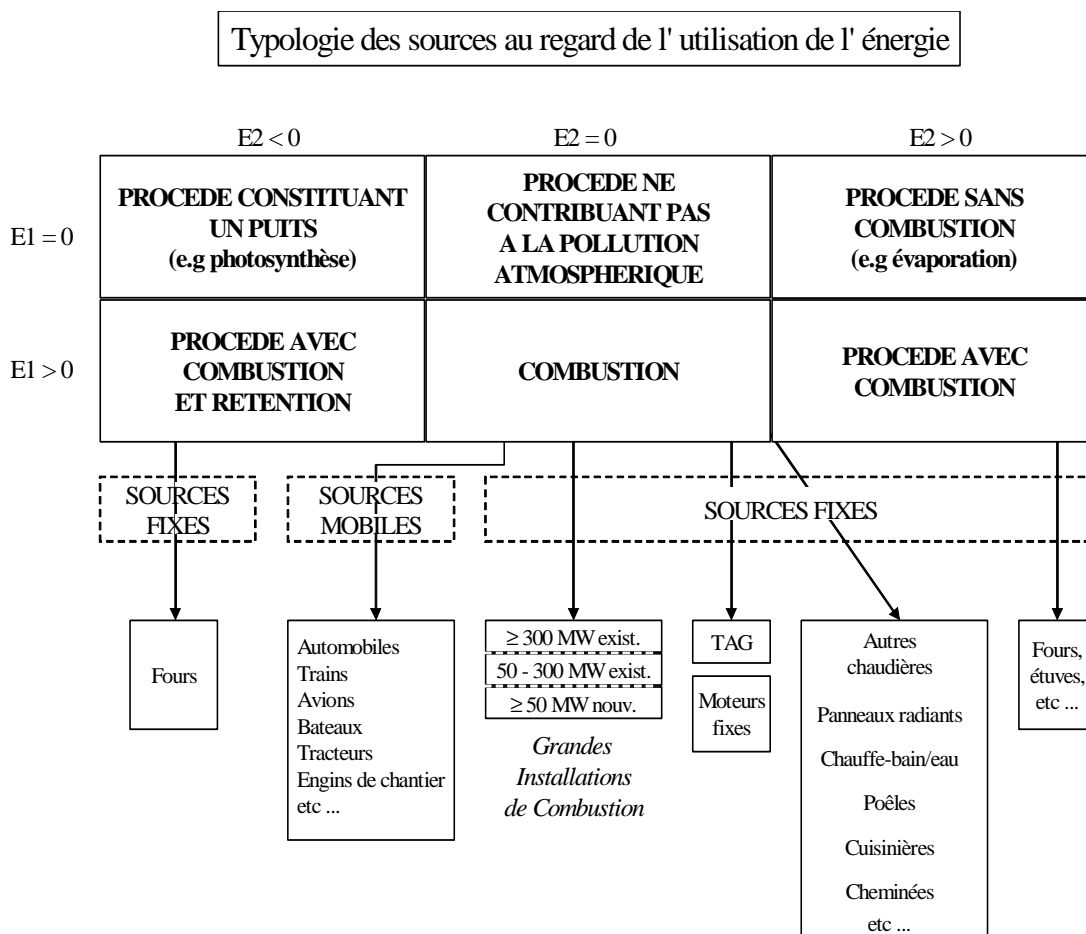 Typologie des sources au regard de l' utilisation de l' énergie
E2 < 0
E2 = 0
E2 > 0
E1 = 0
PROCEDE CONSTITUANT
UN PUITS
(e.g photosynthèse)
PROCEDE NE
CONTRIBUANT PAS
A LA POLLUTION
ATMOSPHERIQUE
PROCEDE SANS
COMBUSTION
(e.g évaporation)
E1 > 0
PROCEDE AVEC
COMBUSTION
ET RETENTION
COMBUSTION
PROCEDE AVEC
COMBUSTION
SOURCES
FIXES
SOURCES
MOBILES
SOURCES FIXES
Fours
Automobiles
Trains
Avions
Bateaux
Tracteurs
Engins de chantier
etc ...
≥ 300 MW exist.
50 - 300 MW exist.
≥ 50 MW nouv.
Grandes
Installations
de Combustion
TAG
Moteurs
fixes
Autres
chaudières
Panneaux radiants
Chauffe-bain/eau
Poêles
Cuisinières
Cheminées
etc ...
Fours,
étuves,
etc ...